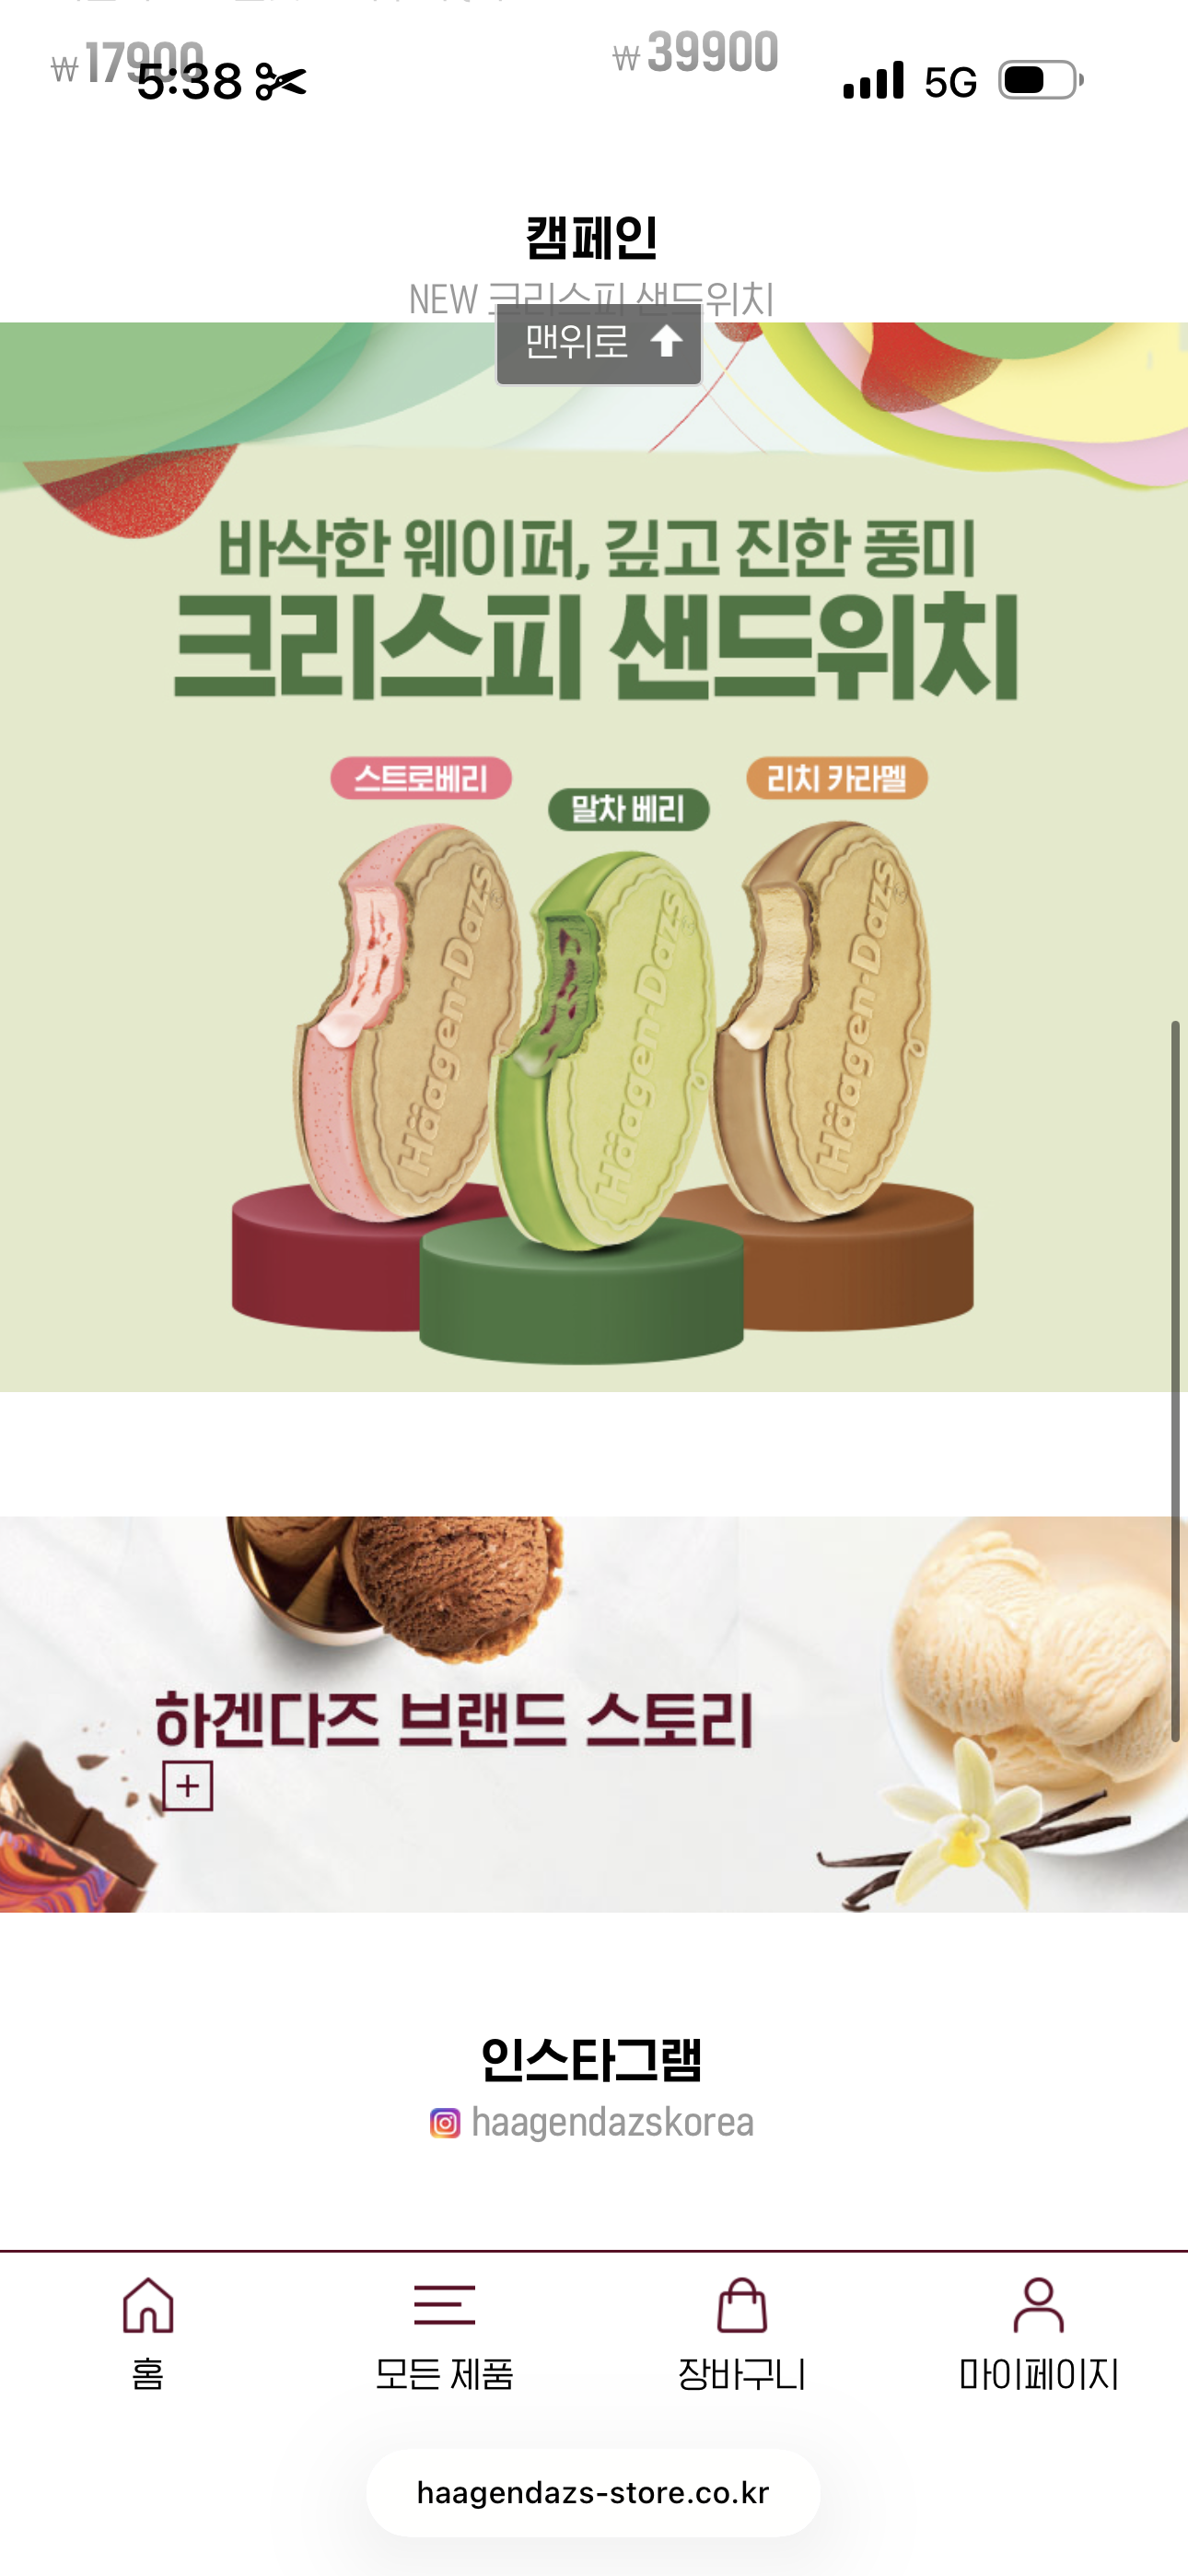 ₩17900
₩39900
5:38
5G
캠페인
NEW 크리스피 샌드위치
맨위로
바삭한 웨이퍼, 깊고 진한 풍미
크리스피 샌드위치
스트로베리
말차 베리
리치 카라멜
Häagen-Dazs
Häagen-Dazs
Häagen-Dazs
하겐다즈 브랜드 스토리
인스타그램
haagendazskorea
홈
모든 제품
장바구니
마이페이지
haagendazs-store.co.kr